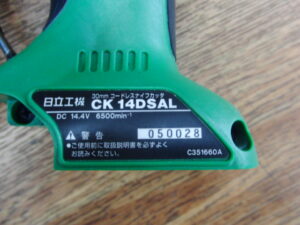 日立工機
30mm コードレスナイフカッタ
CK 14DSAL
DC 14.4V 6500min⁻¹
警告 050028
●ご使用前に取扱説明書を必ずよく
お読みください。
C351660A